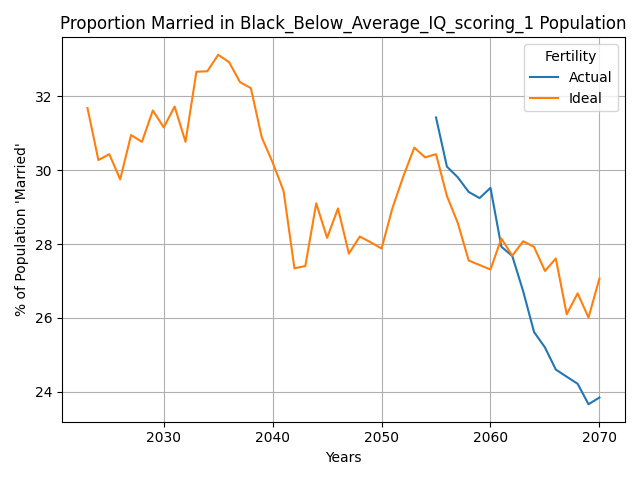 Proportion Married in Black_Below_Average_IQ_scoring_1 Population
Fertility
Actual
Ideal
% of Population 'Married'
32
30
28
26
24
2030 2040 2050 2060 2070
Years